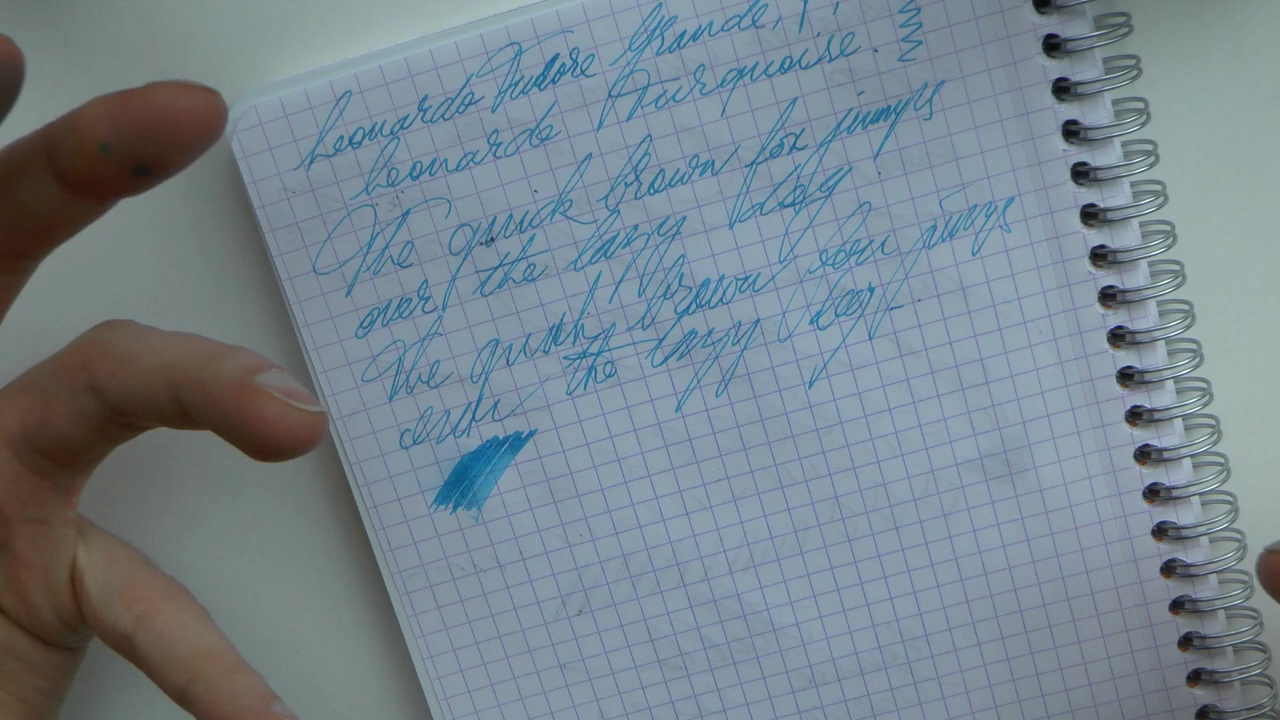 Leonardo Furore Grande, F,
Leonardo Turquoise.
The quick brown fox jumps
over the lazy dog
The quick brown fox jumps
over the lazy dog.